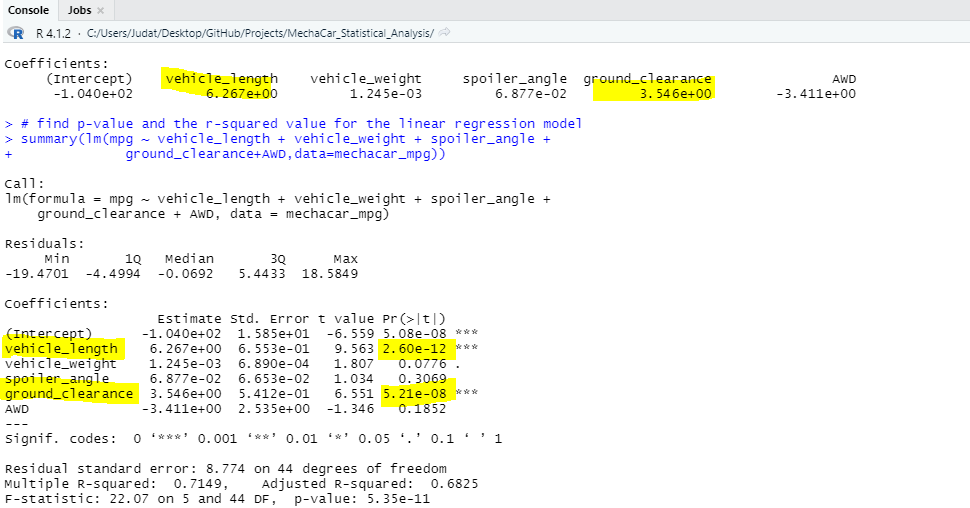 Console Jobs ×
R R 4.1.2 · C:/Users/Judat/Desktop/GitHub/Projects/MechaCar_Statistical_Analysis/
Coefficients:
(Intercept) vehicle_length vehicle_weight spoiler_angle ground_clearance AWD
-1.040e+02 6.267e+00 1.245e-03 6.877e-02 3.546e+00 -3.411e+00
> # find p-value and the r-squared value for the linear regression model
> summary(lm(mpg ~ vehicle_length + vehicle_weight + spoiler_angle +
+ ground_clearance+AWD,data=mechacar_mpg))
Call:
lm(formula = mpg ~ vehicle_length + vehicle_weight + spoiler_angle +
ground_clearance + AWD, data = mechacar_mpg)
Residuals:
Min 1Q Median 3Q Max
-19.4701 -4.4994 -0.0692 5.4433 18.5849
Coefficients:
Estimate Std. Error t value Pr(>|t|)
(Intercept) -1.040e+02 1.585e+01 -6.559 5.08e-08 ***
vehicle_length 6.267e+00 6.553e-01 9.563 2.60e-12 ***
vehicle_weight 1.245e-03 6.890e-04 1.807 0.0776 .
spoiler_angle 6.877e-02 6.653e-02 1.034 0.3069
ground_clearance 3.546e+00 5.412e-01 6.551 5.21e-08 ***
AWD -3.411e+00 2.535e+00 -1.346 0.1852
---
Signif. codes: 0 ‘***’ 0.001 ‘**’ 0.01 ‘*’ 0.05 ‘.’ 0.1 ‘ ’ 1
Residual standard error: 8.774 on 44 degrees of freedom
Multiple R-squared: 0.7149, Adjusted R-squared: 0.6825
F-statistic: 22.07 on 5 and 44 DF, p-value: 5.35e-11